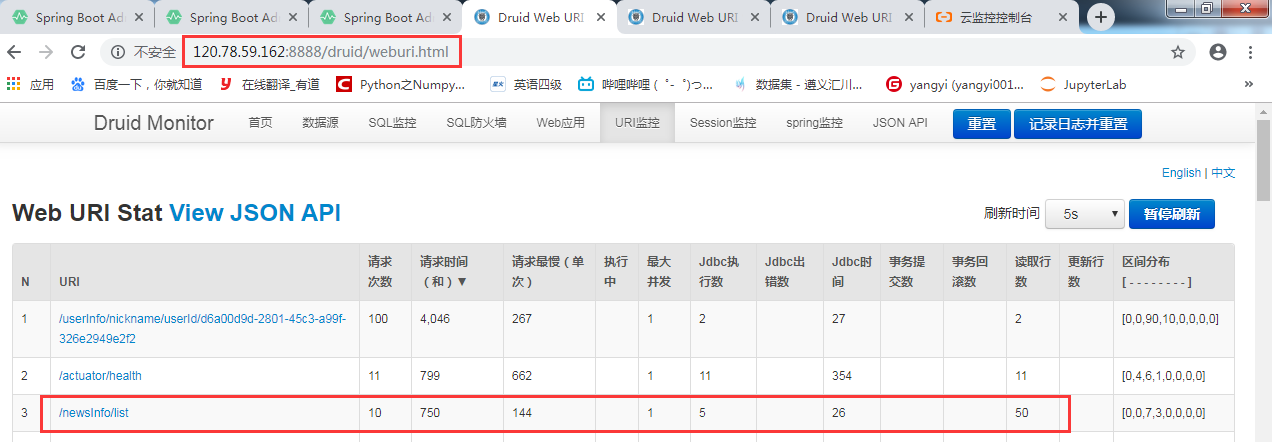 Spring Boot Ad
Spring Boot Ad
Spring Boot Ad
Druid Web URI
Druid Web URI
Druid Web URI
云监控控制台
不安全 120.78.59.162:8888/druid/weburi.html
应用 百度一下，你就知道 在线翻译_有道 Python之Numpy... 英语四级 哔哩哔哩 ( ゜- ゜)つ... 数据集 - 遵义汇川... yangyi (yangyi001... JupyterLab »
Druid Monitor 首页 数据源 SQL监控 SQL防火墙 Web应用 URI监控 Session监控 spring监控 JSON API 重置 记录日志并重置
English | 中文
Web URI Stat View JSON API 刷新时间 5s 暂停刷新
N URI 请求次数 请求时间（和）▼ 请求最慢（单次） 执行中 最大并发 Jdbc执行数 Jdbc出错数 Jdbc时间 事务提交数 事务回滚数 读取行数 更新行数 区间分布 [ - - - - - - - - ]
1 /userInfo/nickname/userId/d6a00d9d-2801-45c3-a99f-326e2949e2f2 100 4,046 267 1 2 27 2 [0,0,90,10,0,0,0,0]
2 /actuator/health 11 799 662 1 11 354 11 [0,4,6,1,0,0,0,0]
3 /newsInfo/list 10 750 144 1 5 26 50 [0,0,7,3,0,0,0,0]